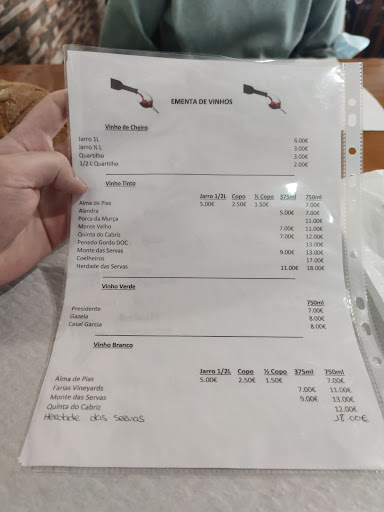 EMENTA DE VINHOS
Vinho de Cheiro
Jarro 1L 6.00€
Jarro ½ L 3.00€
Quartilho 3.00€
1/2 L Quartilho 2.00€
Vinho Tinto
Jarro 1/2L Copo ½ Copo 375ml 750ml
Alma de Pias 5.00€ 2.50€ 1.50€ 7.00€
Alandra 5.00€ 7.00€
Porca da Murça 11.00€
Monte Velho 7.00€ 11.00€
Quinta do Cabriz 7.00€ 12.00€
Penedo Gordo DOC 13.00€
Monte das Servas 9.00€ 13.00€
Coelheiros 17.00€
Herdade das Servas 11.00€ 18.00€
Vinho Verde
750ml
Presidente 7.00€
Gazela 8.00€
Casal Garcia 8.00€
Vinho Branco
Jarro 1/2L Copo ½ Copo 375ml 750ml
Alma de Pias 5.00€ 2.50€ 1.50€ 7.00€
Farias Vineyards 7.00€ 11.00€
Monte das Servas 9.00€ 13.00€
Quinta do Cabriz 12.00€
Herdade das servas 18.00€